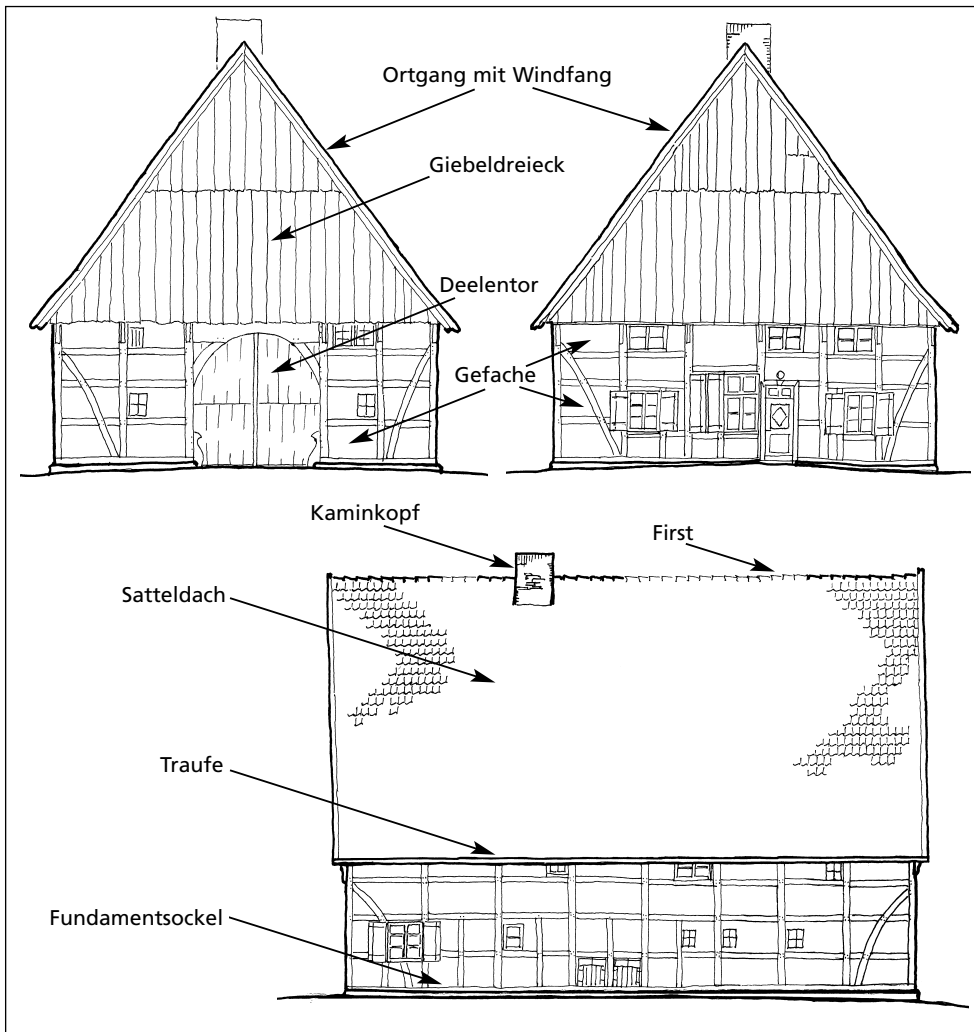 Ortgang mit Windfang
Giebeldreieck
Deelentor
Gefache
Kaminkopf
First
Satteldach
Traufe
Fundamentsockel